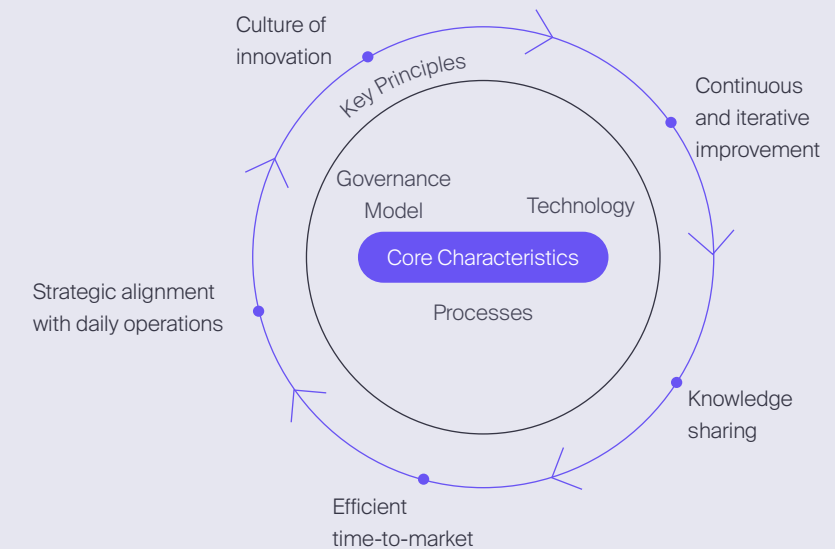 Culture of
innovation
Key Principles
Continuous
and iterative
improvement
Governance
Model
Technology
Core Characteristics
Processes
Strategic alignment
with daily operations
Knowledge
sharing
Efficient
time-to-market